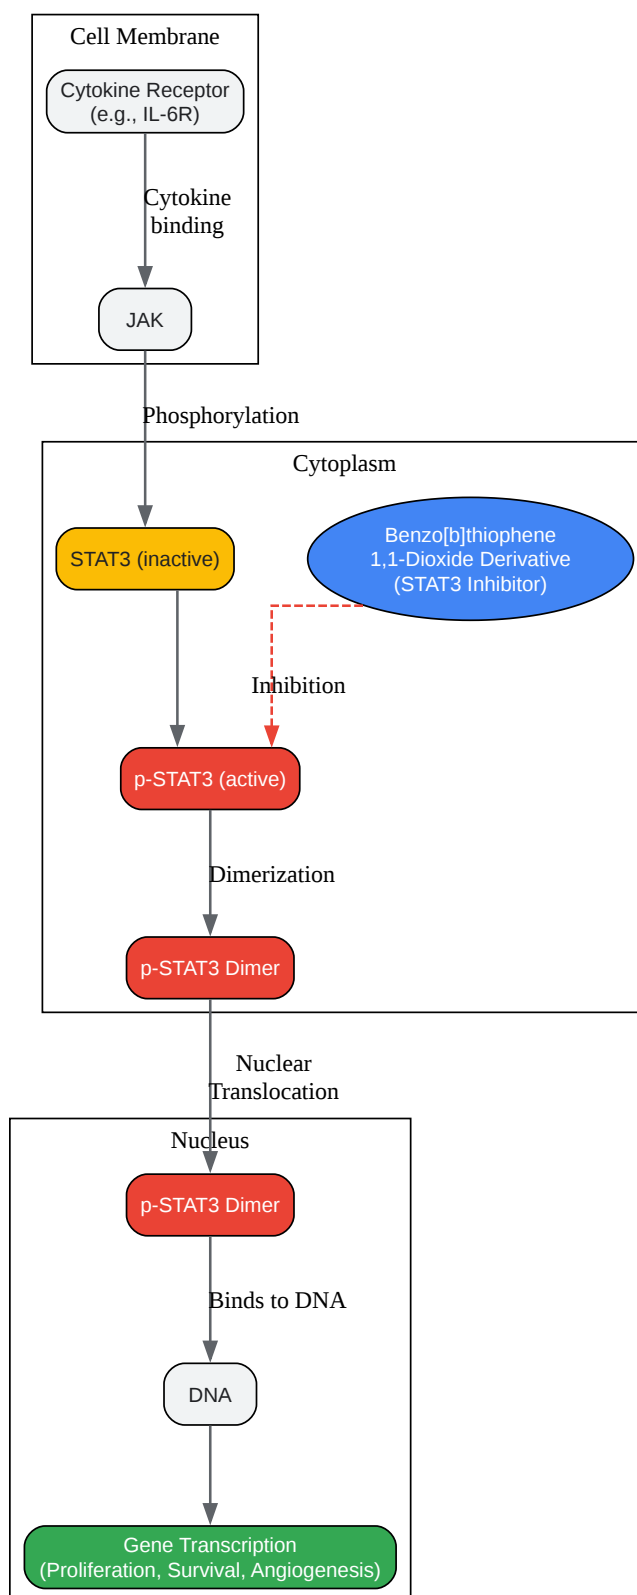 Cell Membrane
Cytokine Receptor
(e.g., IL-6R)
Cytokine
binding
JAK
Phosphorylation
Cytoplasm
STAT3 (inactive)
Benzo[b]thiophene
1,1-Dioxide Derivative
(STAT3 Inhibitor)
Inhibition
p-STAT3 (active)
Dimerization
p-STAT3 Dimer
Nuclear
Translocation
Nucleus
p-STAT3 Dimer
Binds to DNA
DNA
Gene Transcription
(Proliferation, Survival, Angiogenesis)